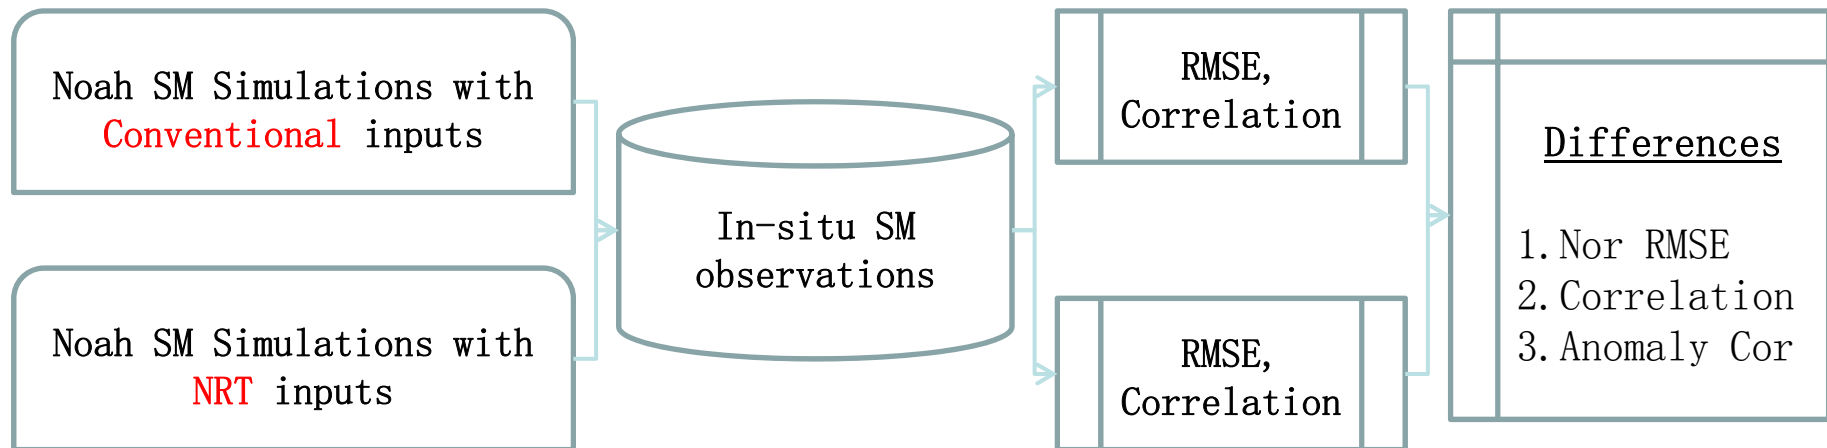 Noah SM Simulations with
Conventional inputs
Noah SM Simulations with
NRT inputs
In-situ SM
observations
RMSE,
Correlation
RMSE,
Correlation
Differences
1. Nor RMSE
2. Correlation
3. Anomaly Cor